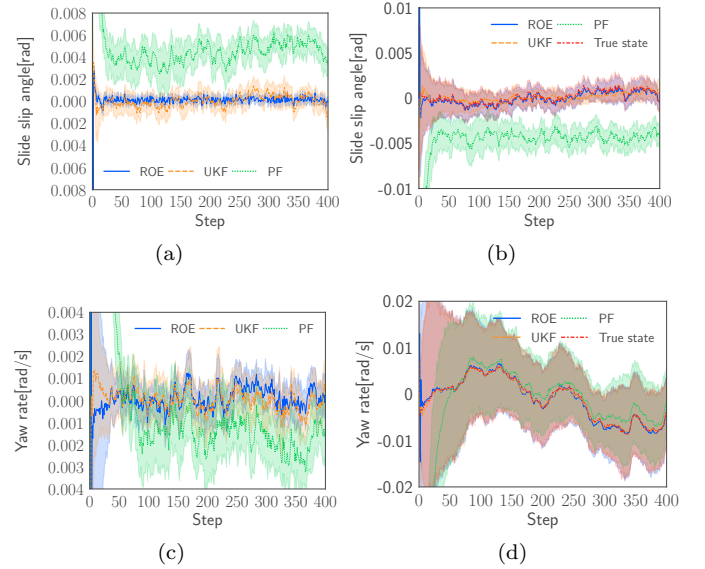 0.008
0.006
0.004
0.002
0.000
0.002
0.004
0.006
0.008
Slide slip angle[rad]
ROE UKF PF
0 50 100 150 200 250 300 350 400
Step
(a)
0.01
0.005
0
-0.005
-0.01
Slide slip angle[rad]
ROE PF
UKF True state
0 50 100 150 200 250 300 350 400
Step
(b)
0.004
0.003
0.002
0.001
0.000
0.001
0.002
0.003
0.004
Yaw rate[rad/s]
ROE UKF PF
0 50 100 150 200 250 300 350 400
Step
(c)
0.02
0.01
0
-0.01
-0.02
Yaw rate[rad/s]
ROE PF
UKF True state
0 50 100 150 200 250 300 350 400
Step
(d)